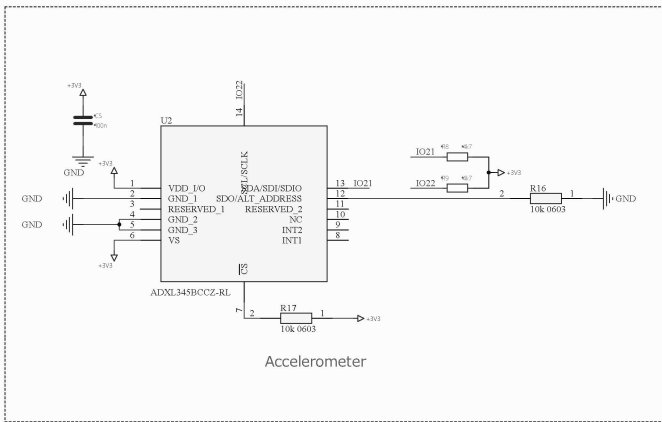 +3V3
C5
100n
GND
+3V3
U2
IO22
14
SCL/SCLK
1 VDD_I/O
GND 2 GND_1
3 RESERVED_1
GND 4 GND_2
5 GND_3
6 VS
+3V3
SDA/SDI/SDIO 13 IO21
SDO/ALT_ADDRESS 12
RESERVED_2 11
NC 10
INT2 9
INT1 8
CS
7
ADXL345BCCZ-RL
IO21 4k7
+3V3
IO22 4k7
2 R16 1 GND
10k 0603
2 R17 1 +3V3
10k 0603
Accelerometer